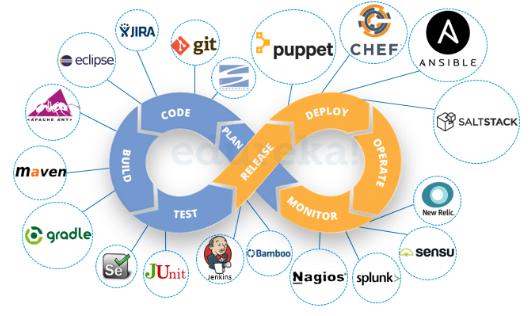 JIRA
git
eclipse
puppet
CHEF
ANSIBLE
SALTSTACK
APACHE ANT
maven
gradle
CODE
PLAN
BUILD
TEST
RELEASE
DEPLOY
OPERATE
MONITOR
edureka!
Se
JUnit
Jenkins
Bamboo
Nagios®
splunk>
sensu
New Relic.